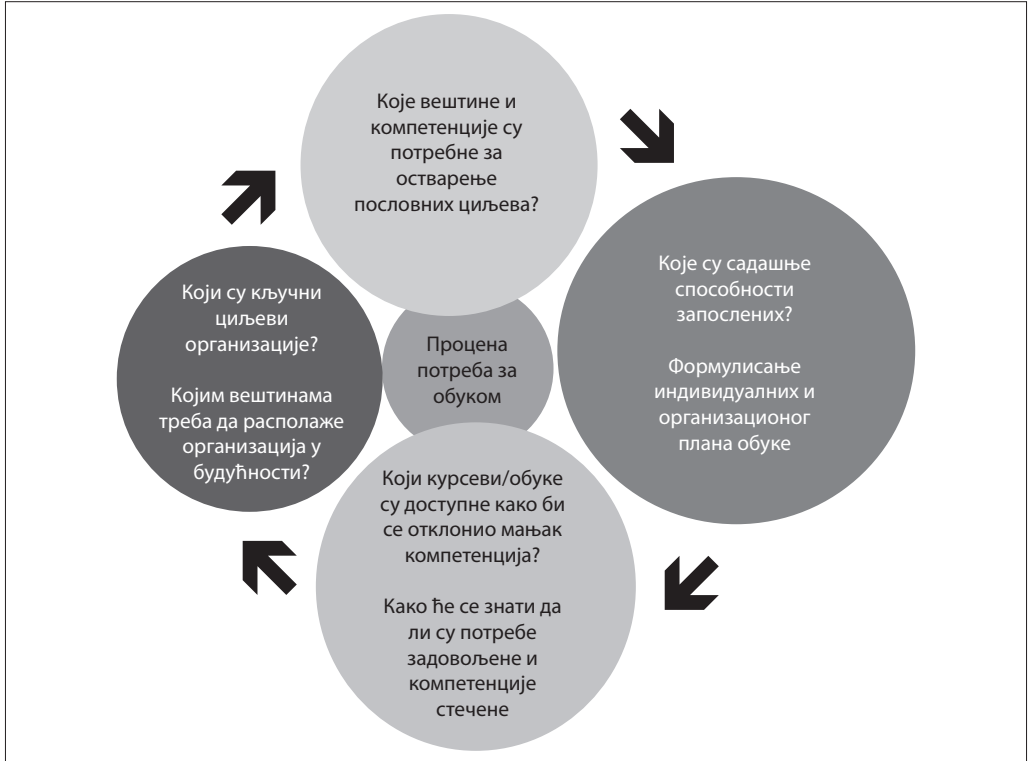 Које вештине и
компетенције су
потребне за
остварење
пословних циљева?
Које су садашње
способности
запослених?
Формулисање
индивидуалних и
организационог
плана обуке
Који су кључни
циљеви
организације?
Којим вештинама
треба да располаже
организација у
будућности?
Процена
потреба за
обуком
Који курсеви/обуке
су доступне како би
се отклонио мањак
компетенција?
Како ће се знати да
ли су потребе
задовољене и
компетенције
стечене